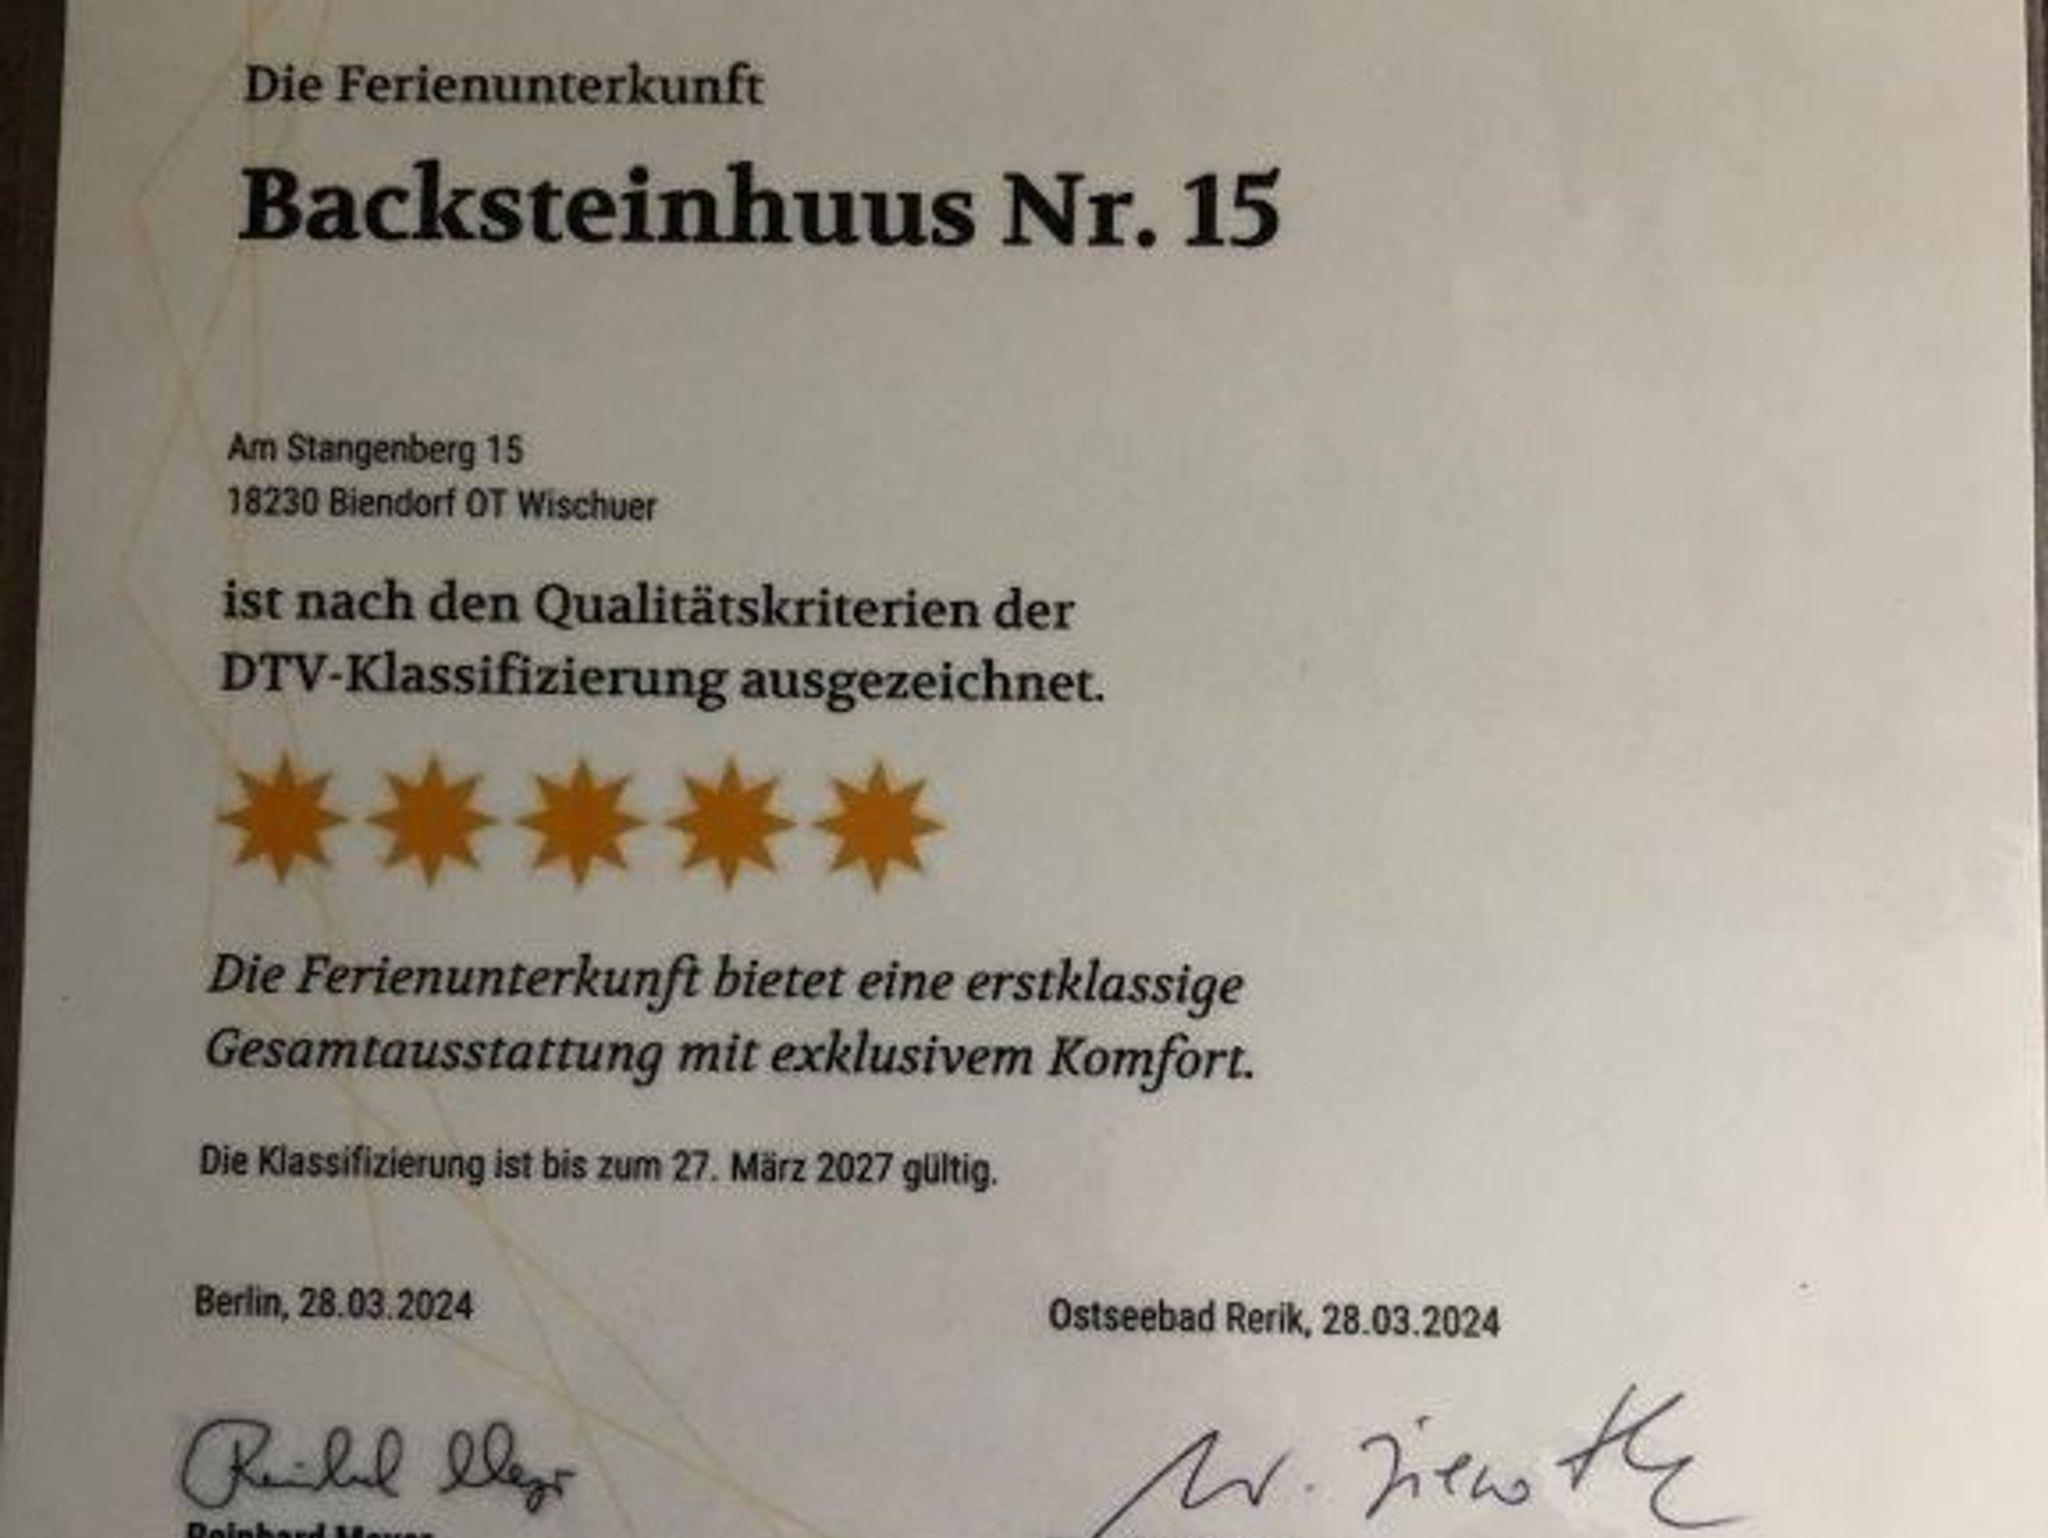 Die Ferienunterkunft
Backsteinhuus Nr. 15
Am Stangenberg 15
18230 Biendorf OT Wischuer
ist nach den Qualitätskriterien der
DTV-Klassifizierung ausgezeichnet.
Die Ferienunterkunft bietet eine erstklassige
Gesamtausstattung mit exklusivem Komfort.
Die Klassifizierung ist bis zum 27. März 2027 gültig.
Berlin, 28.03.2024
Ostseebad Rerik, 28.03.2024
Reinhard Meyer